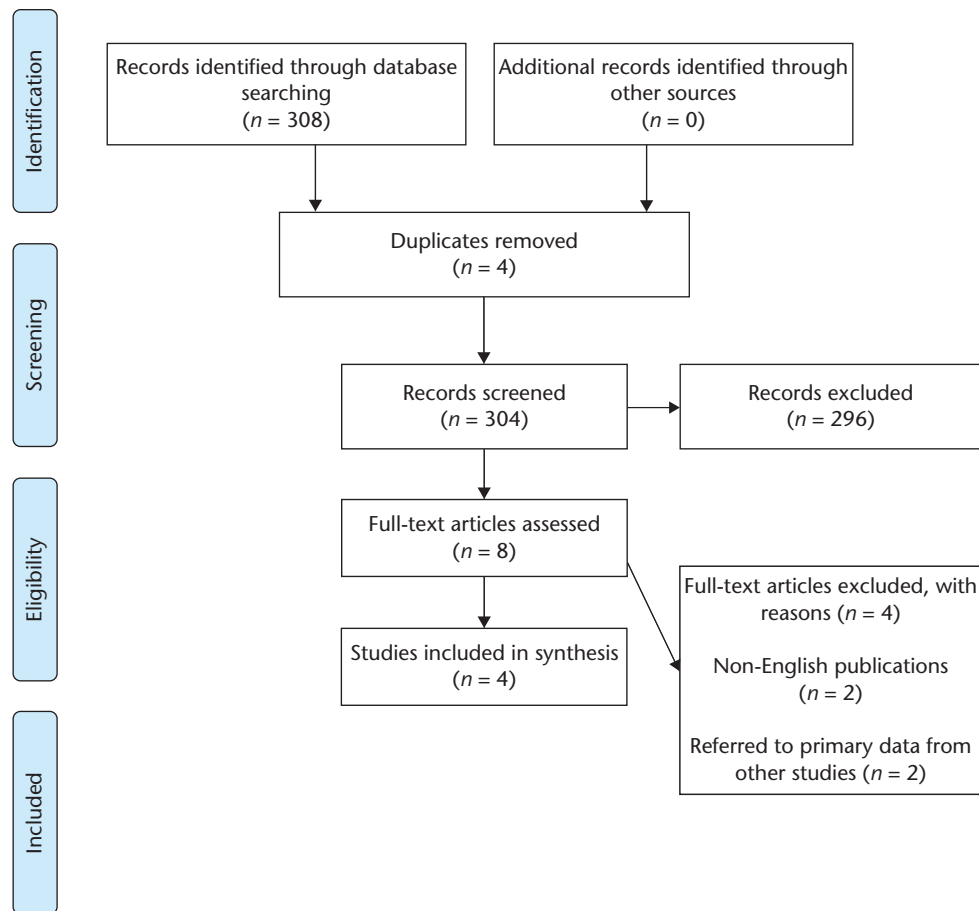 Identification
Records identified through database
searching
(n = 308)
Additional records identified through
other sources
(n = 0)
Duplicates removed
(n = 4)
Screening
Records screened
(n = 304)
Records excluded
(n = 296)
Eligibility
Full-text articles assessed
(n = 8)
Full-text articles excluded, with
reasons (n = 4)
Non-English publications
(n = 2)
Referred to primary data from
other studies (n = 2)
Studies included in synthesis
(n = 4)
Included